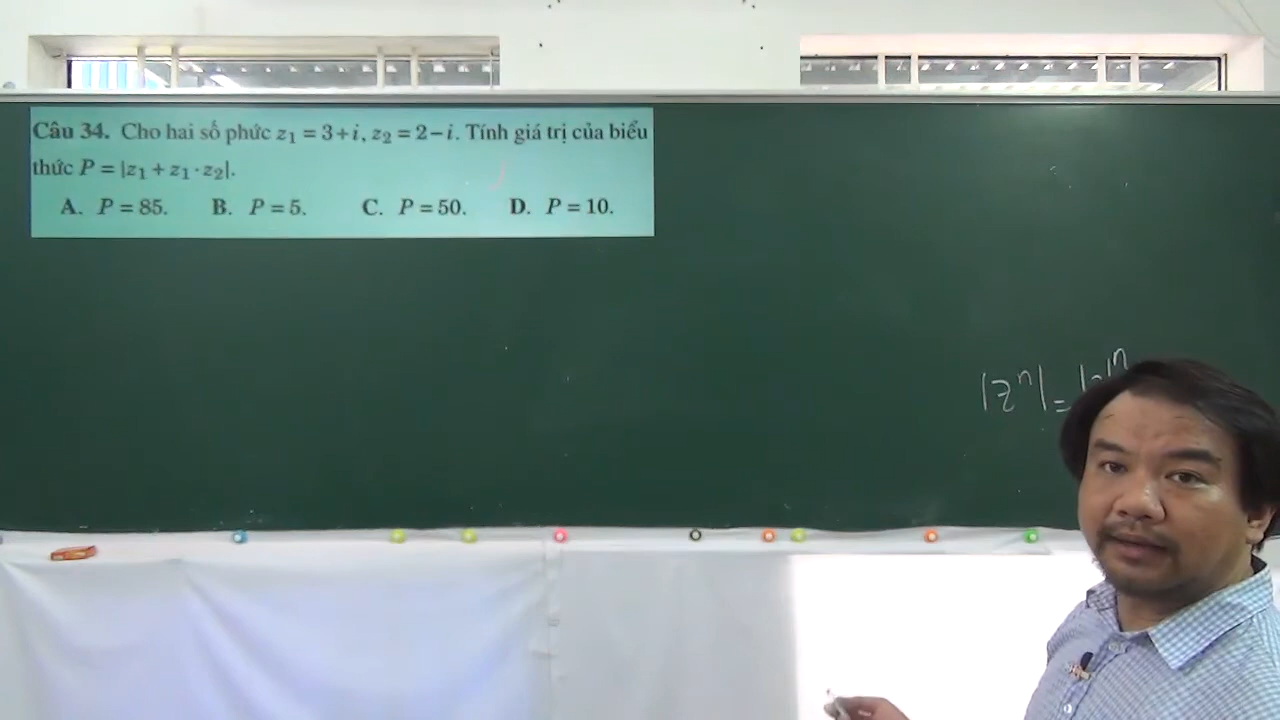 Câu 34. Cho hai số phức z₁ = 3+i, z₂ = 2−i. Tính giá trị của biểu
thức P = |z₁ + z₁·z₂|.
A. P = 85. B. P = 5. C. P = 50. D. P = 10.
|zⁿ| =